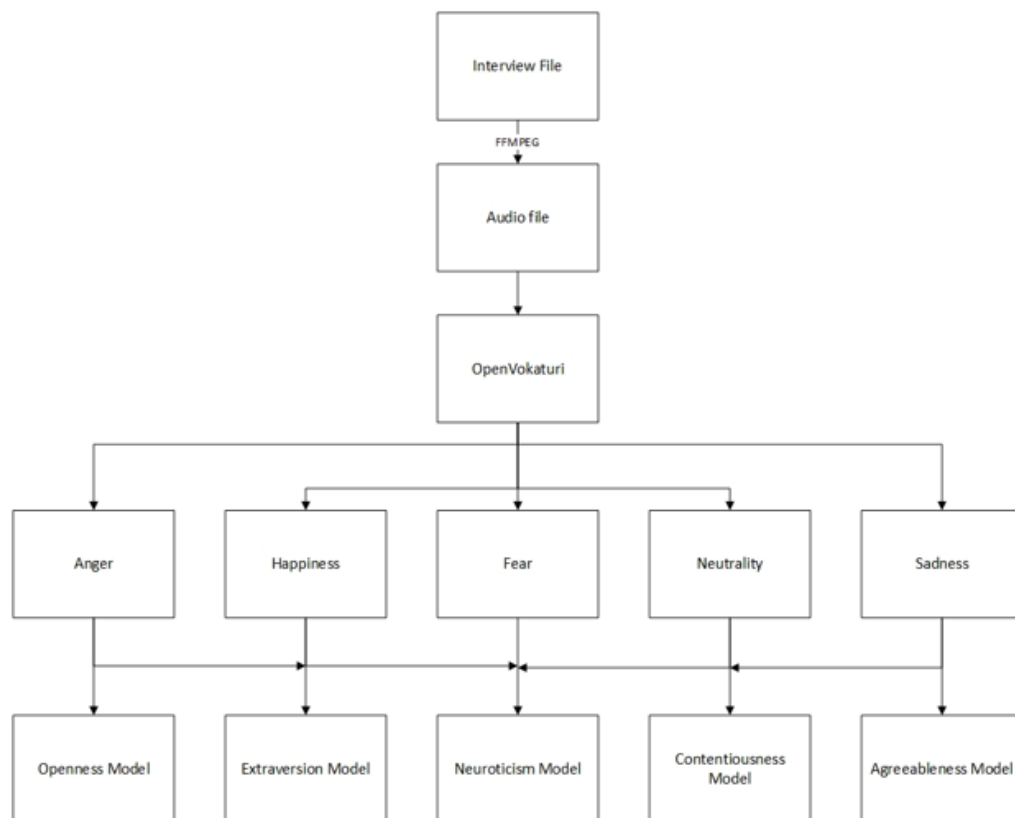 Interview File
FFMPEG
Audio file
OpenVokaturi
Anger
Happiness
Fear
Neutrality
Sadness
Openness Model
Extraversion Model
Neuroticism Model
Contentiousness
Model
Agreeableness Model